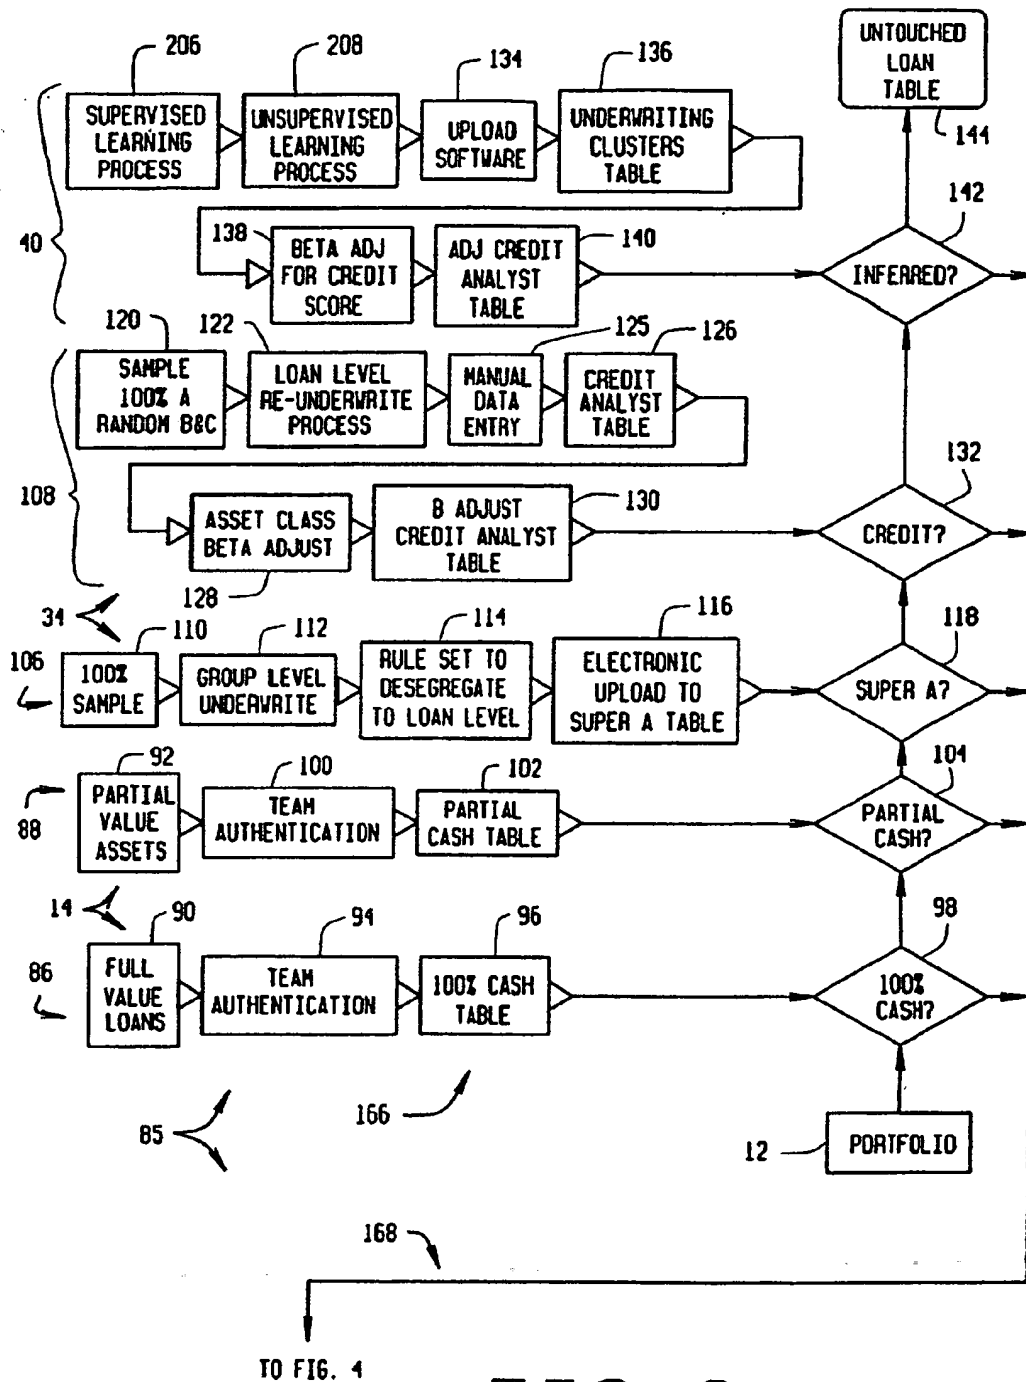 206
208
134
136
UNTOUCHED
LOAN
TABLE
144
SUPERVISED
LEARNING
PROCESS
UNSUPERVISED
LEARNING
PROCESS
UPLOAD
SOFTWARE
UNDERWRITING
CLUSTERS
TABLE
40
138
BETA ADJ
FOR CREDIT
SCORE
ADJ CREDIT
ANALYST
TABLE
140
142
INFERRED?
120
122
125
126
SAMPLE
100% A
RANDOM B&C
LOAN LEVEL
RE-UNDERWRITE
PROCESS
MANUAL
DATA
ENTRY
CREDIT
ANALYST
TABLE
108
132
ASSET CLASS
BETA ADJUST
128
B ADJUST
CREDIT ANALYST
TABLE
130
CREDIT?
34
110
112
114
116
118
106
100%
SAMPLE
GROUP LEVEL
UNDERWRITE
RULE SET TO
DESEGREGATE
TO LOAN LEVEL
ELECTRONIC
UPLOAD TO
SUPER A TABLE
SUPER A?
92
100
102
104
88
PARTIAL
VALUE
ASSETS
TEAM
AUTHENTICATION
PARTIAL
CASH TABLE
PARTIAL
CASH?
14
90
94
96
98
86
FULL
VALUE
LOANS
TEAM
AUTHENTICATION
100% CASH
TABLE
100%
CASH?
85
166
12
PORTFOLIO
168
TO FIG. 4